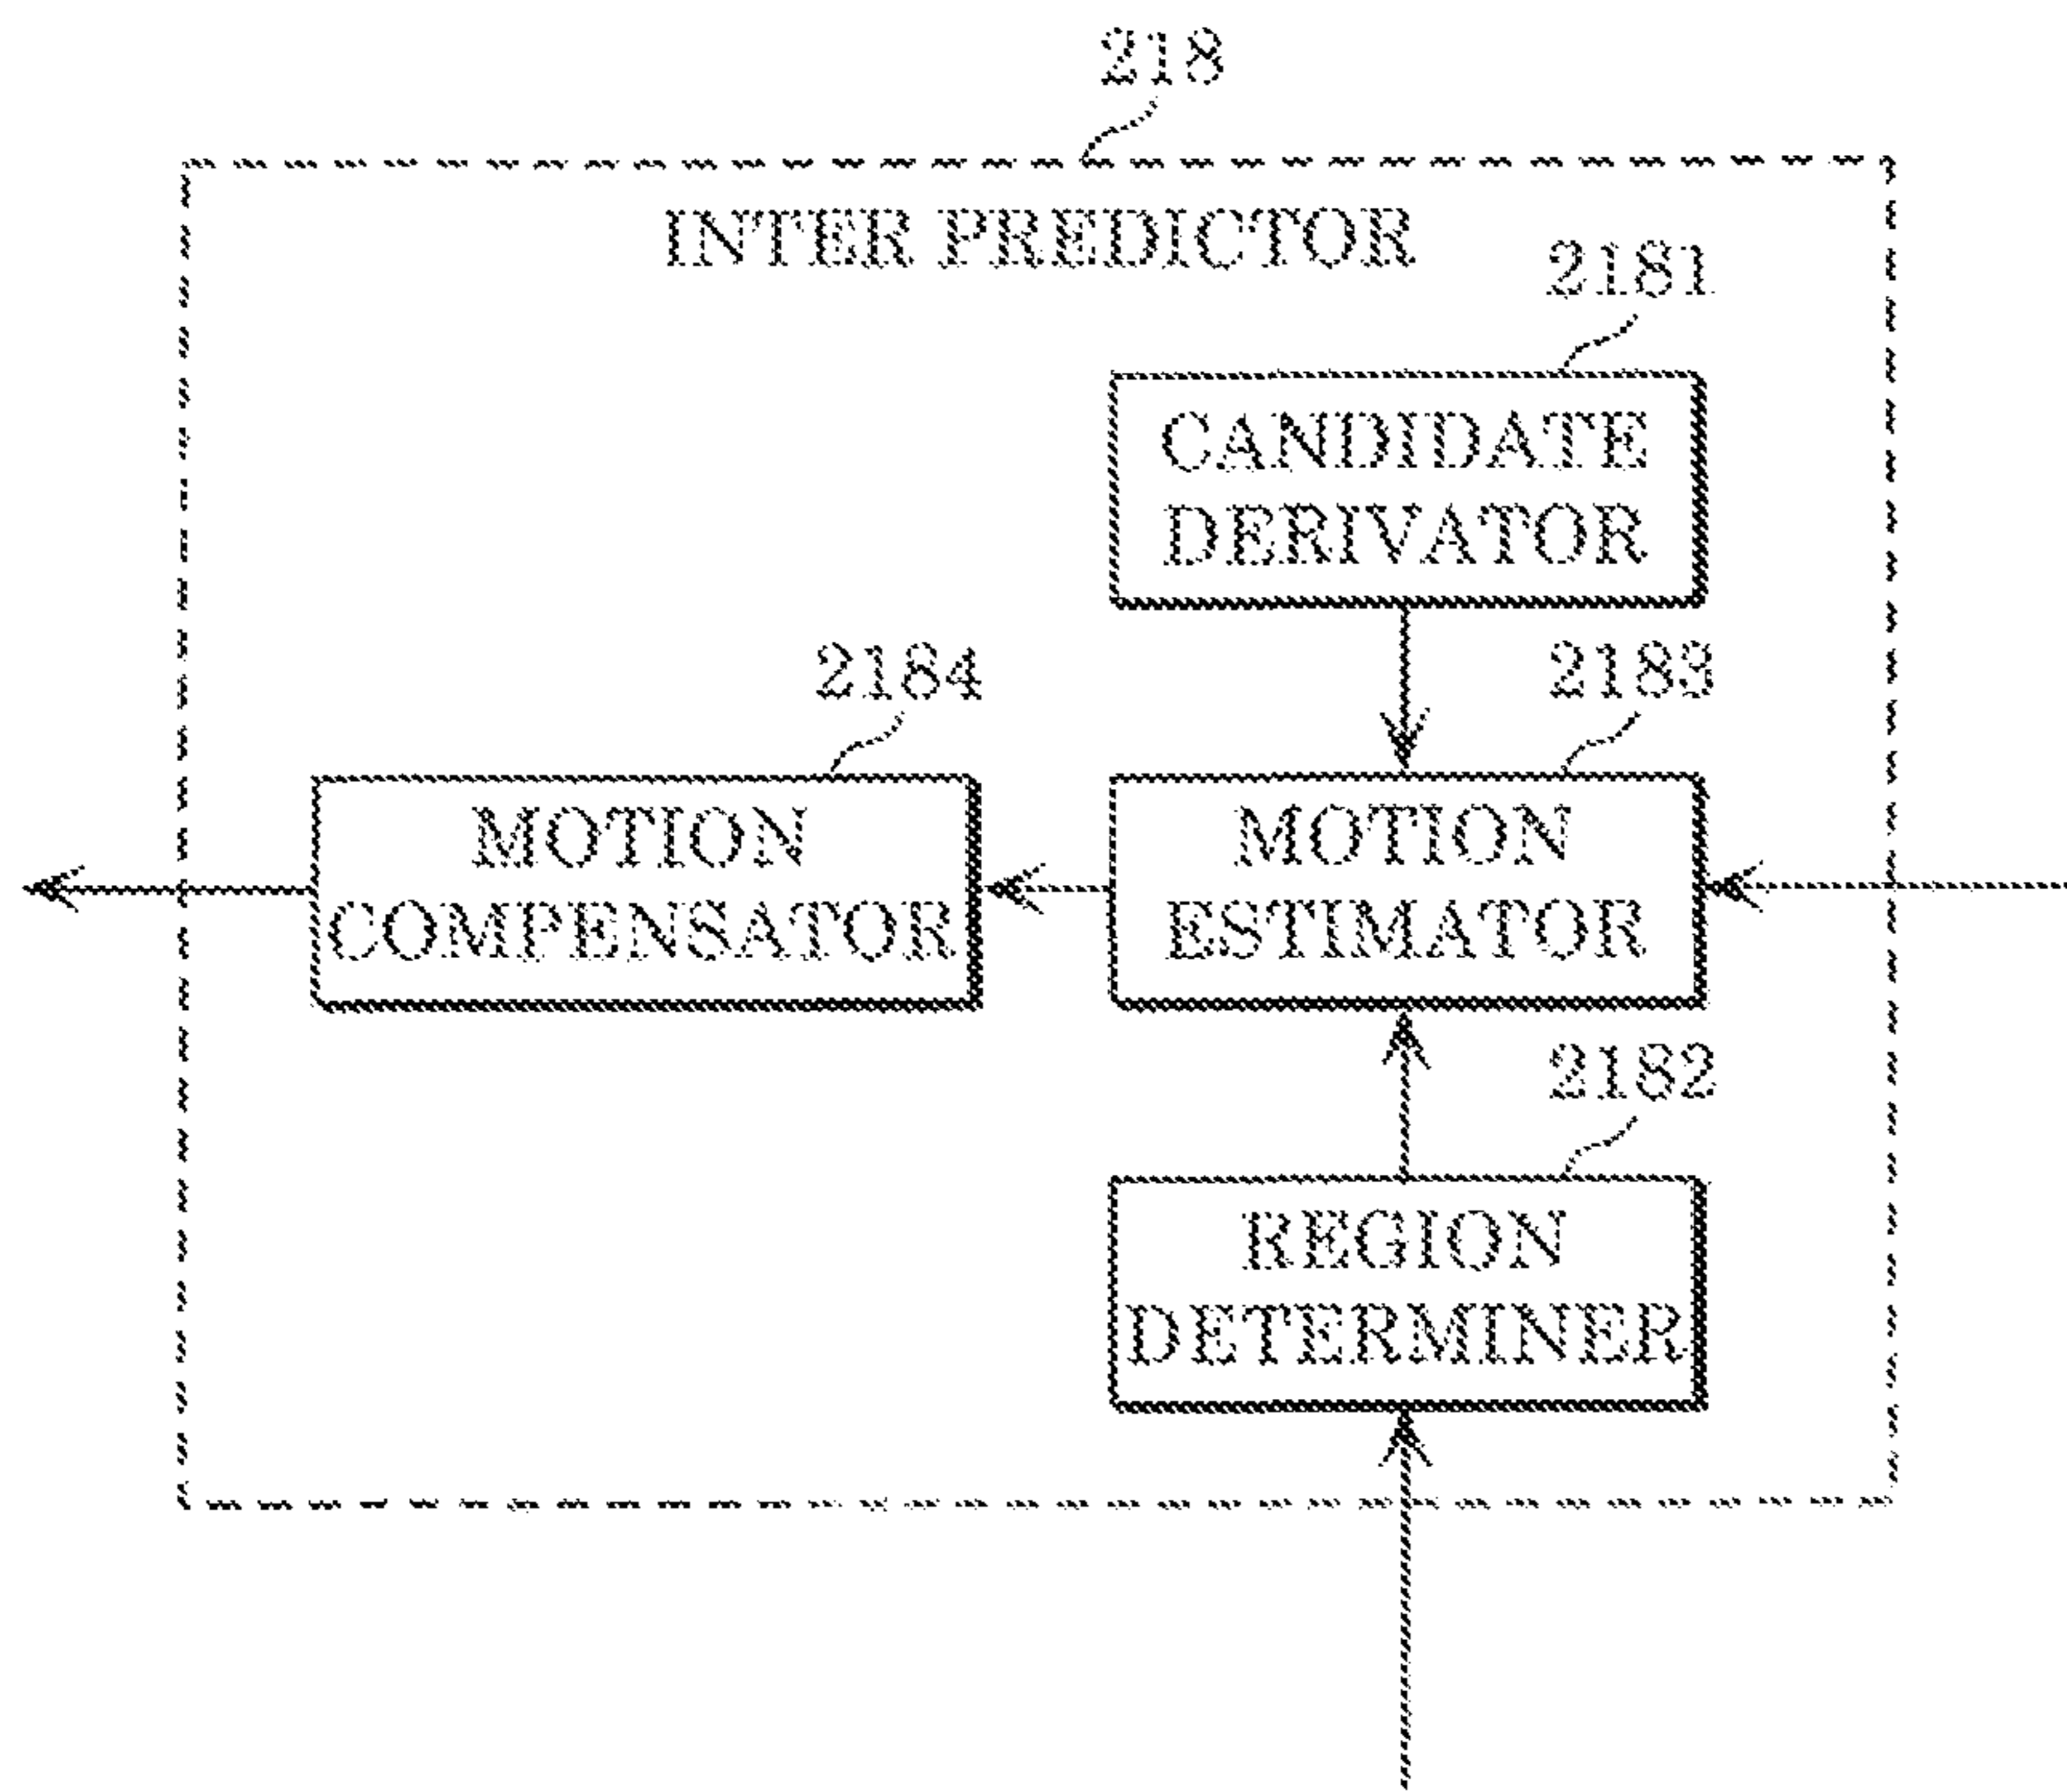 218
INTER PREDICTOR
2181
CANDIDATE
DERIVATOR
2184
2183
MOTION
COMPENSATOR
MOTION
ESTIMATOR
2182
REGION
DETERMINER